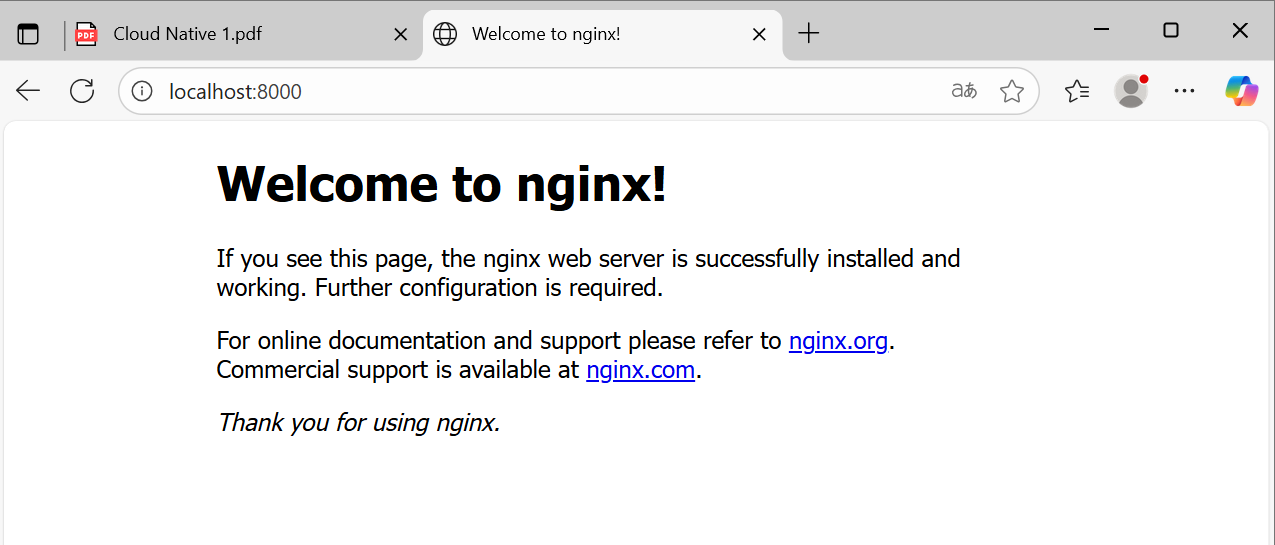 Cloud Native 1.pdf
Welcome to nginx!
localhost:8000
aあ
Welcome to nginx!
If you see this page, the nginx web server is successfully installed and
working. Further configuration is required.
For online documentation and support please refer to nginx.org.
Commercial support is available at nginx.com.
Thank you for using nginx.